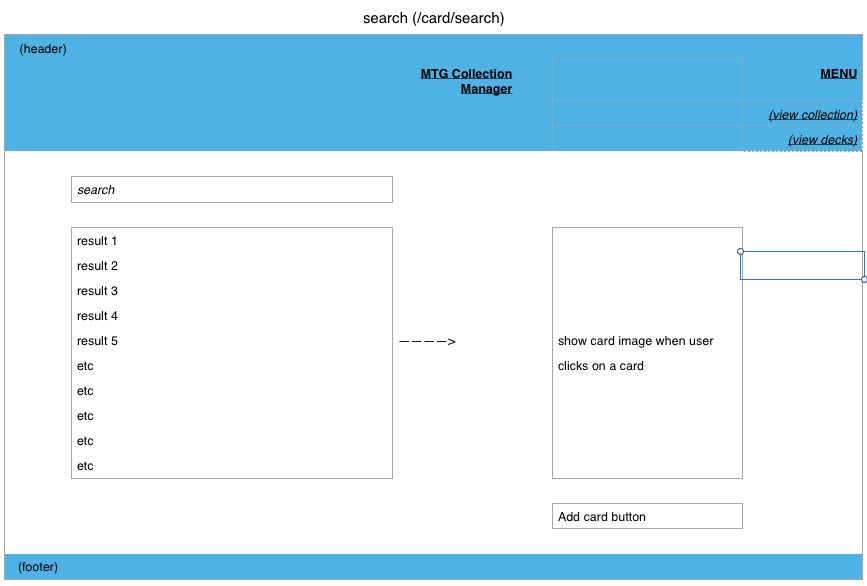 search (/card/search)
(header)
MTG Collection
Manager
MENU
(view collection)
(view decks)
search
result 1
result 2
result 3
result 4
result 5
etc
etc
etc
etc
etc
————>
show card image when user
clicks on a card
Add card button
(footer)